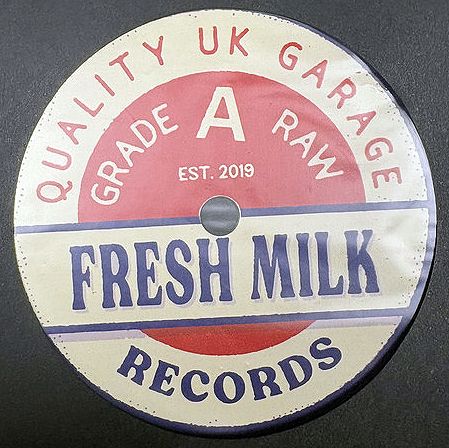 QUALITY UK GARAGE
GRADE A RAW
EST. 2019
FRESH MILK
RECORDS